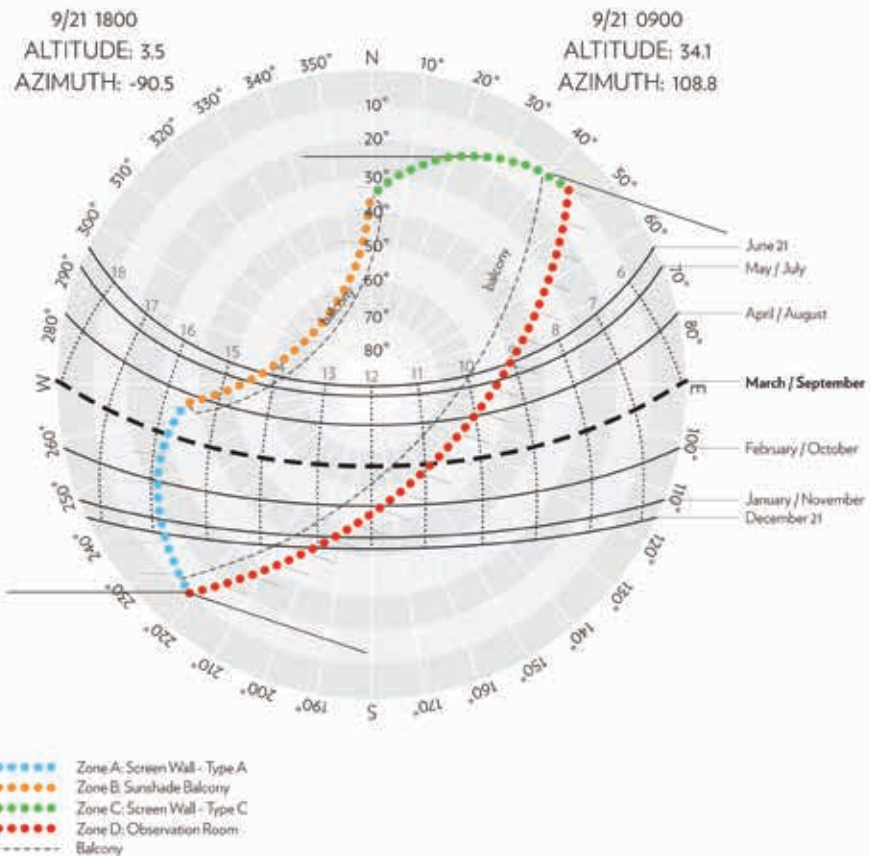 9/21 1800
ALTITUDE: 3.5
AZIMUTH: -90.5
9/21 0900
ALTITUDE: 34.1
AZIMUTH: 108.8
N
10°
20°
30°
40°
50°
60°
70°
80°
E
100°
110°
120°
130°
140°
150°
160°
170°
S
190°
200°
210°
220°
230°
240°
250°
260°
W
280°
290°
300°
310°
320°
330°
340°
350°
10°
20°
30°
40°
50°
60°
70°
80°
18
17
16
15
14
13
12
11
10
8
7
6
balcony
balcony
June 21
May / July
April / August
March / September
February / October
January / November
December 21
Zone A: Screen Wall - Type A
Zone B: Sunshade Balcony
Zone C: Screen Wall - Type C
Zone D: Observation Room
Balcony